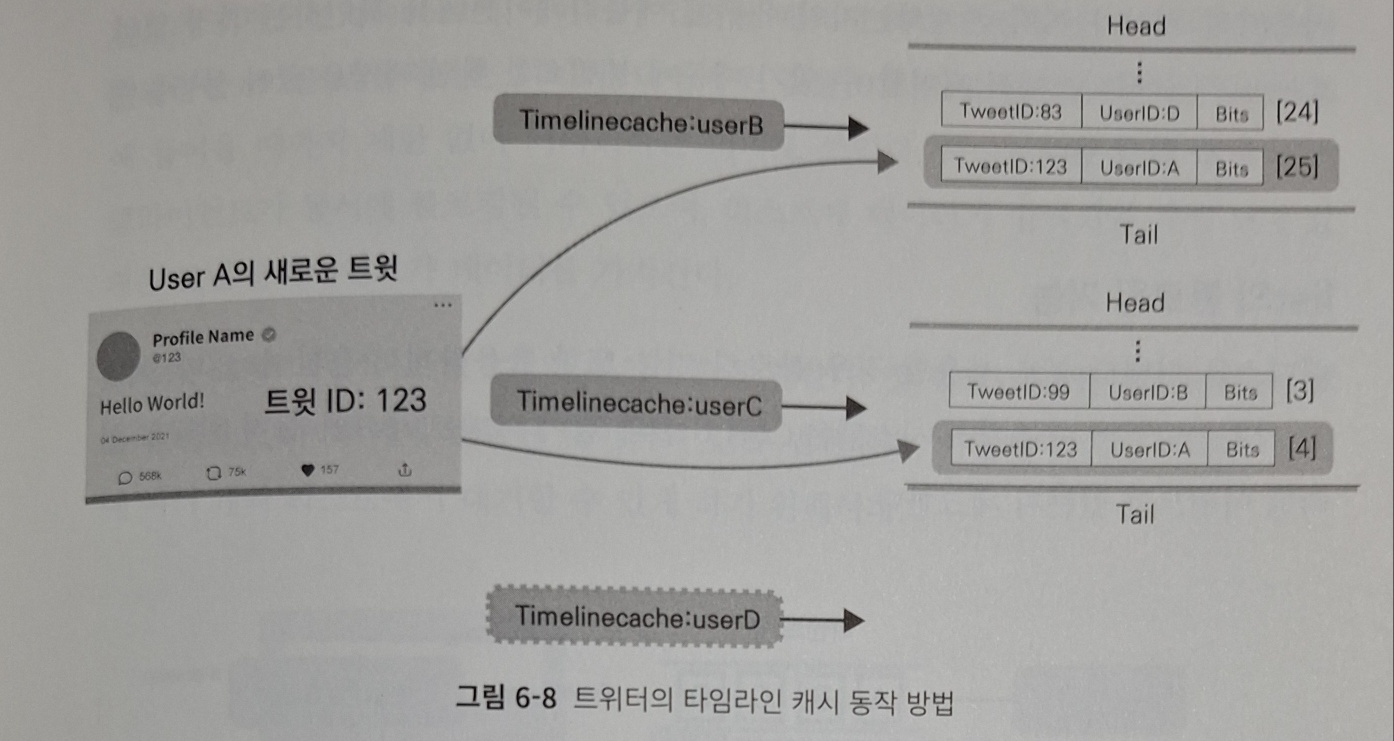 Head
⋮
Timelinecache:userB
TweetID:83 UserID:D Bits [24]
TweetID:123 UserID:A Bits [25]
Tail
User A의 새로운 트윗
...
Profile Name
@123
Hello World!
트윗 ID: 123
04 December 2021
568k 75k 157
Head
⋮
Timelinecache:userC
TweetID:99 UserID:B Bits [3]
TweetID:123 UserID:A Bits [4]
Tail
Timelinecache:userD
그림 6-8 트위터의 타임라인 캐시 동작 방법